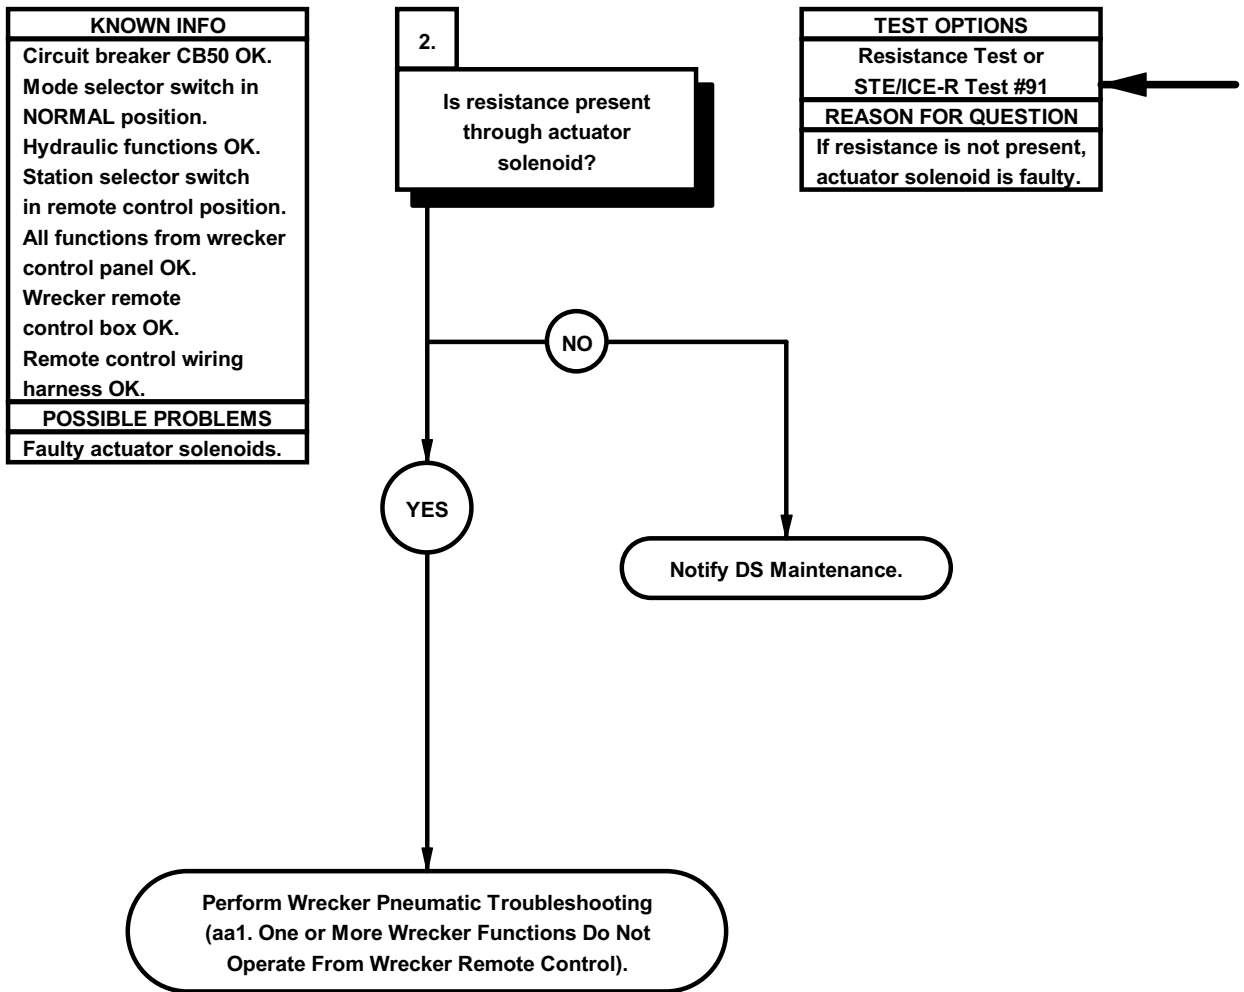 KNOWN INFO
Circuit breaker CB50 OK.
Mode selector switch in
NORMAL position.
Hydraulic functions OK.
Station selector switch
in remote control position.
All functions from wrecker
control panel OK.
Wrecker remote
control box OK.
Remote control wiring
harness OK.
POSSIBLE PROBLEMS
Faulty actuator solenoids.
2.
Is resistance present
through actuator
solenoid?
TEST OPTIONS
Resistance Test or
STE/ICE-R Test #91
REASON FOR QUESTION
If resistance is not present,
actuator solenoid is faulty.
NO
YES
Notify DS Maintenance.
Perform Wrecker Pneumatic Troubleshooting
(aa1. One or More Wrecker Functions Do Not
Operate From Wrecker Remote Control).